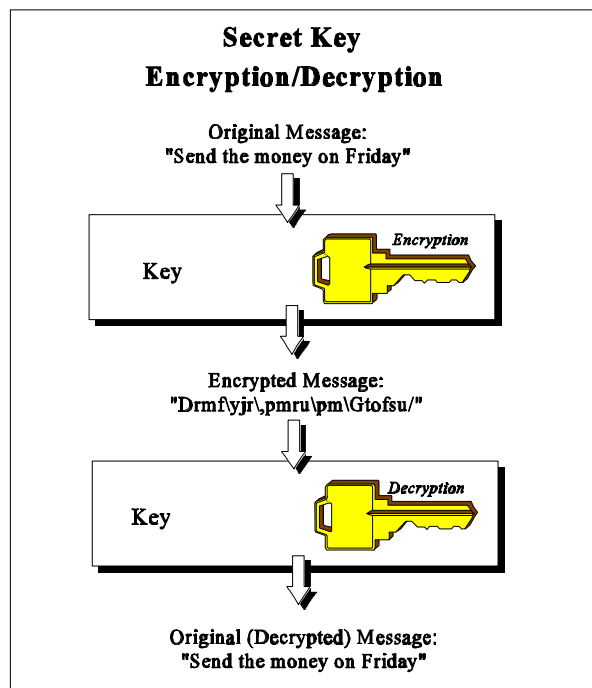 Secret Key
Encryption/Decryption
Original Message:
"Send the money on Friday"
Encryption
Key
Encrypted Message:
"Drmf\yjr\,pmru\pm\Gtofsu/"
Decryption
Key
Original (Decrypted) Message:
"Send the money on Friday"